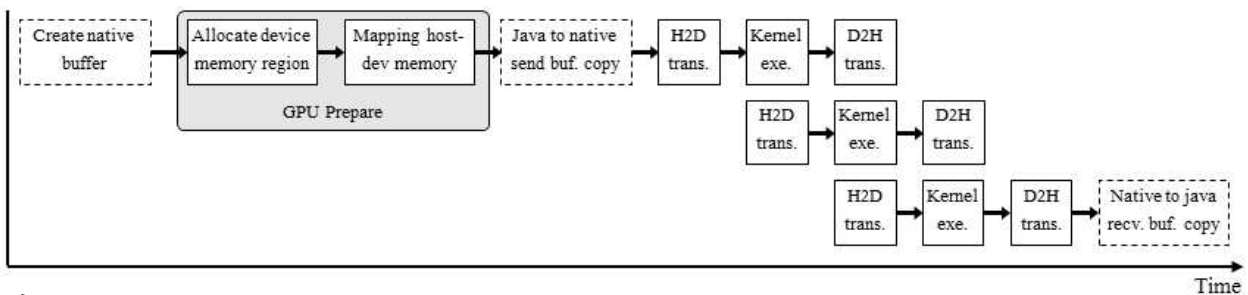 Create native
buffer
Allocate device
memory region
Mapping host-
dev memory
GPU Prepare
Java to native
send buf. copy
H2D
trans.
Kernel
exe.
D2H
trans.
H2D
trans.
Kernel
exe.
D2H
trans.
H2D
trans.
Kernel
exe.
D2H
trans.
Native to java
recv. buf. copy
Time